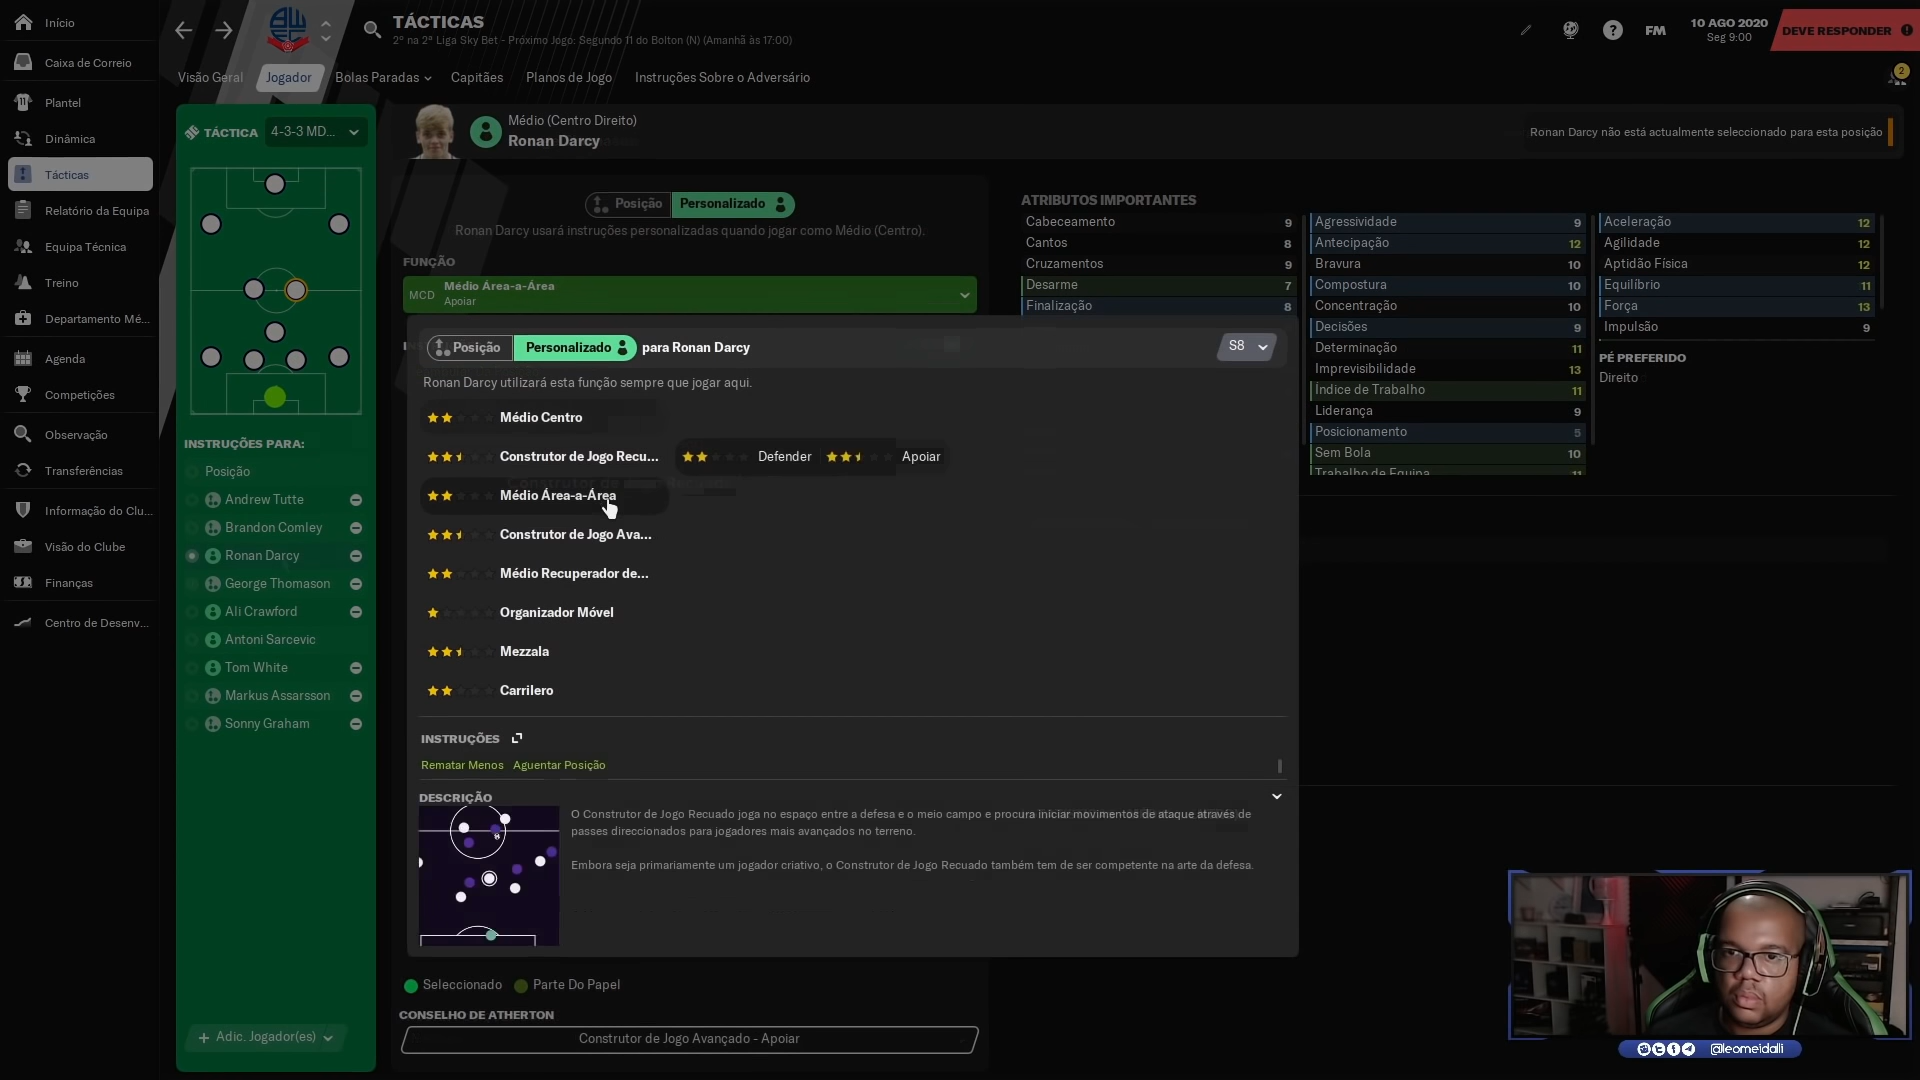 Início
Caixa de Correio
Plantel
Dinâmica
Tácticas
Relatório da Equipa
Equipa Técnica
Treino
Departamento Mé...
Agenda
Competições
Observação
Transferências
Informação do Clu...
Visão do Clube
Finanças
Centro de Desenv...
TÁCTICAS
2º na 2ª Liga Sky Bet - Próximo Jogo: Segundo 11 do Bolton (N) (Amanhã às 17:00)
FM
10 AGO 2020
Seg 9:00
DEVE RESPONDER
2
Visão Geral
Jogador
Bolas Paradas
Capitães
Planos de Jogo
Instruções Sobre o Adversário
TÁCTICA
4-3-3 MD...
INSTRUÇÕES PARA:
Posição
Andrew Tutte
Brandon Comley
Ronan Darcy
George Thomason
Ali Crawford
Antoni Sarcevic
Tom White
Markus Assarsson
Sonny Graham
Adic. Jogador(es)
Médio (Centro Direito)
Ronan Darcy
Ronan Darcy não está actualmente seleccionado para esta posição
Posição
Personalizado
Ronan Darcy usará instruções personalizadas quando jogar como Médio (Centro).
FUNÇÃO
MCD
Médio Área-a-Área
Apoiar
Posição
Personalizado
para Ronan Darcy
S8
Ronan Darcy utilizará esta função sempre que jogar aqui.
Médio Centro
Construtor de Jogo Recu...
Defender
Apoiar
Médio Área-a-Área
Construtor de Jogo Ava...
Médio Recuperador de...
Organizador Móvel
Mezzala
Carrilero
INSTRUÇÕES
Rematar Menos
Aguentar Posição
DESCRIÇÃO
O Construtor de Jogo Recuado joga no espaço entre a defesa e o meio campo e procura iniciar movimentos de ataque através de
passes direccionados para jogadores mais avançados no terreno.
Embora seja primariamente um jogador criativo, o Construtor de Jogo Recuado também tem de ser competente na arte da defesa.
Seleccionado
Parte Do Papel
CONSELHO DE ATHERTON
Construtor de Jogo Avançado - Apoiar
ATRIBUTOS IMPORTANTES
Cabeceamento 9
Cantos 8
Cruzamentos 9
Desarme 7
Finalização 8
Agressividade 9
Antecipação 12
Bravura 10
Compostura 10
Concentração 10
Decisões 9
Determinação 11
Imprevisibilidade 13
Índice de Trabalho 11
Liderança 9
Posicionamento 5
Sem Bola 10
Trabalho de Equipa 11
Aceleração 12
Agilidade 12
Aptidão Física 12
Equilíbrio 11
Força 13
Impulsão 9
PÉ PREFERIDO
Direito
@leomeidalli